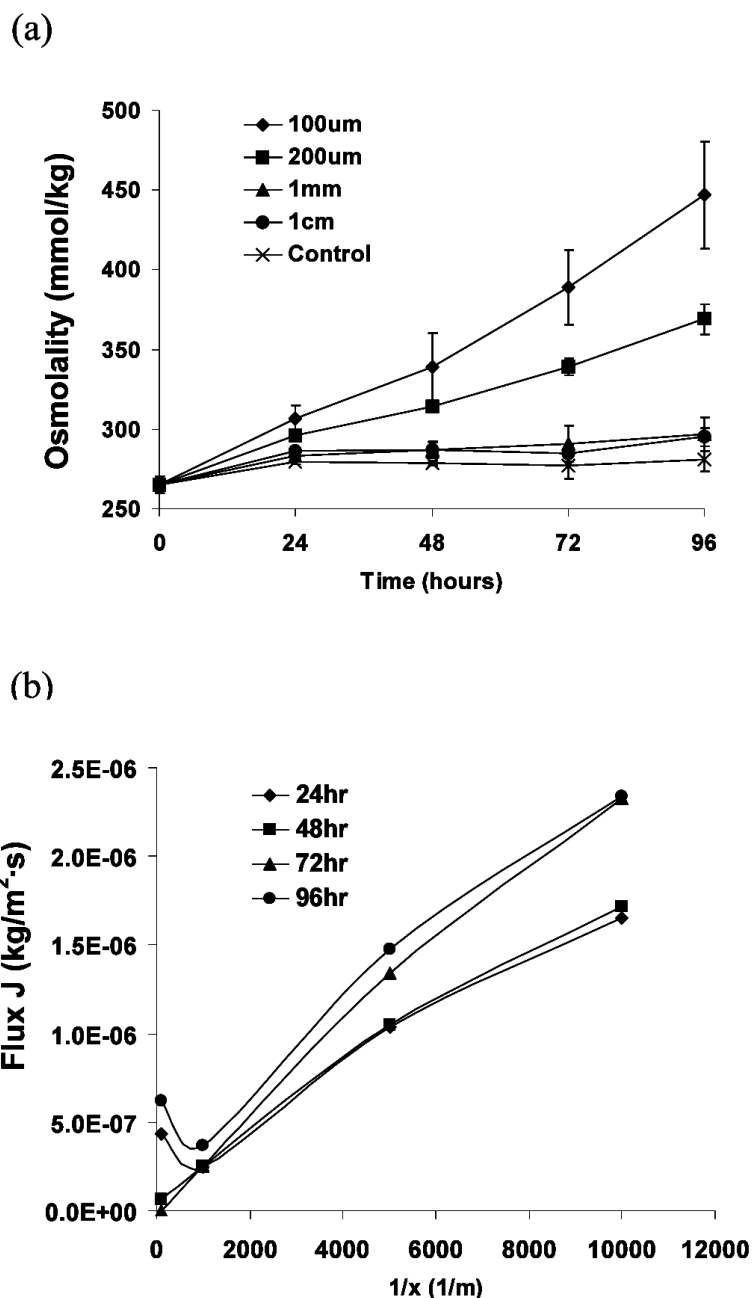 (a)
500
450
400
350
300
250
Osmolality (mmol/kg)
100um
200um
1mm
1cm
Control
0 24 48 72 96
Time (hours)
(b)
2.5E-06
2.0E-06
1.5E-06
1.0E-06
5.0E-07
0.0E+00
Flux J (kg/m²·s)
24hr
48hr
72hr
96hr
0 2000 4000 6000 8000 10000 12000
1/x (1/m)